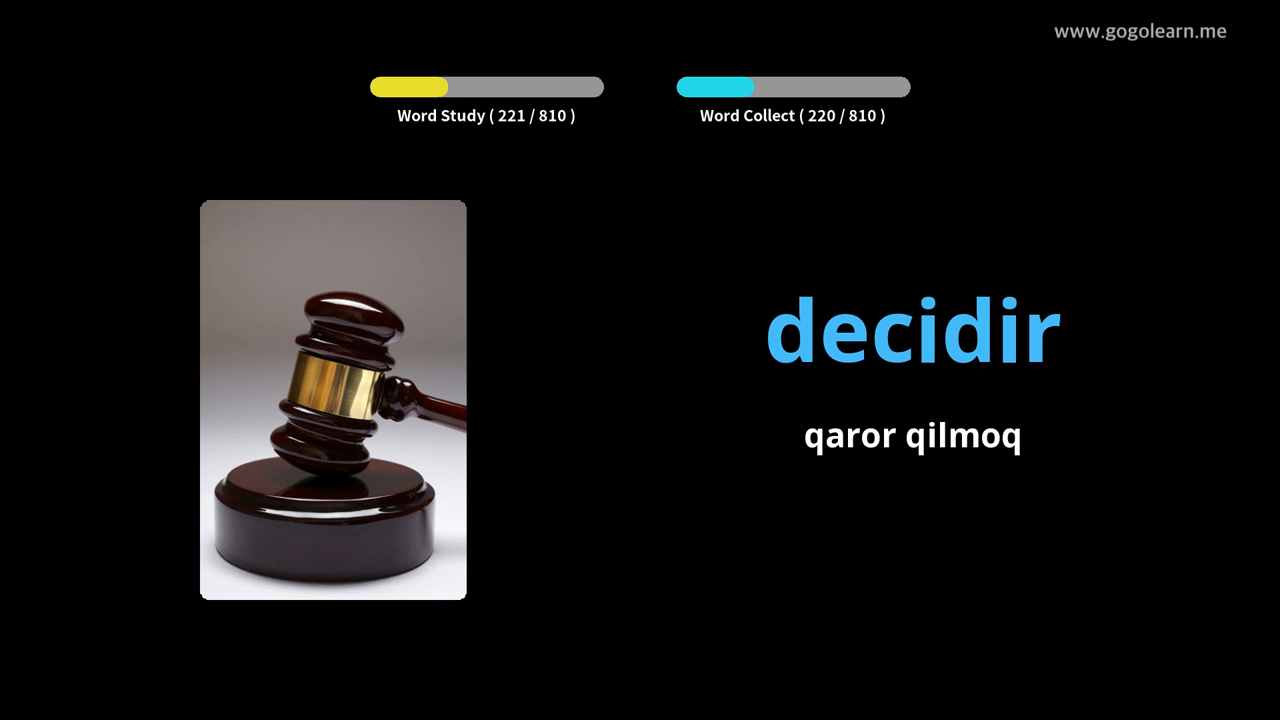 www.gogolearn.me
Word Study ( 221 / 810 )
Word Collect ( 220 / 810 )
decidir
qaror qilmoq